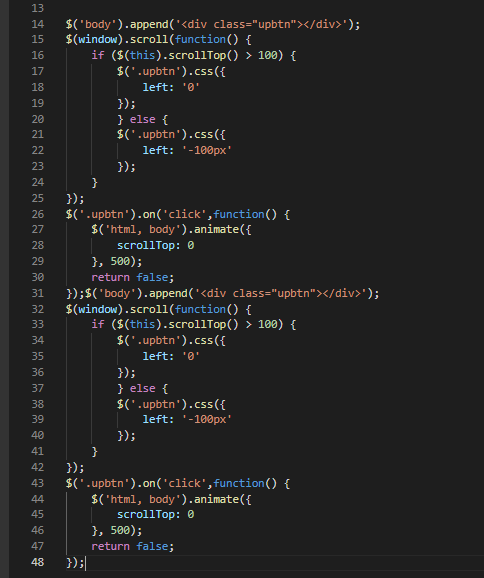 13
14 $('body').append('<div class="upbtn"></div>');
15 $(window).scroll(function() {
16     if ($(this).scrollTop() > 100) {
17         $('.upbtn').css({
18             left: '0'
19         });
20         } else {
21         $('.upbtn').css({
22             left: '-100px'
23         });
24     }
25 });
26 $('.upbtn').on('click',function() {
27     $('html, body').animate({
28         scrollTop: 0
29     }, 500);
30     return false;
31 });$('body').append('<div class="upbtn"></div>');
32 $(window).scroll(function() {
33     if ($(this).scrollTop() > 100) {
34         $('.upbtn').css({
35             left: '0'
36         });
37         } else {
38         $('.upbtn').css({
39             left: '-100px'
40         });
41     }
42 });
43 $('.upbtn').on('click',function() {
44     $('html, body').animate({
45         scrollTop: 0
46     }, 500);
47     return false;
48 });